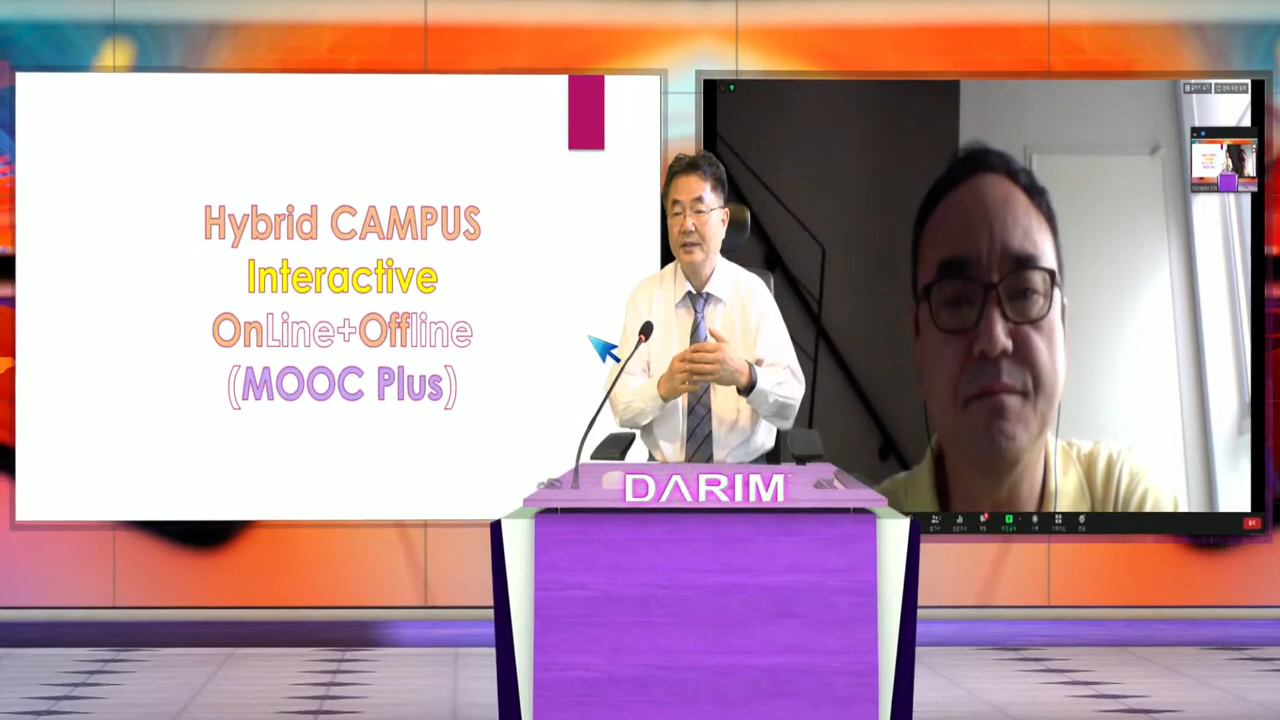 Hybrid CAMPUS
Interactive
OnLine+Offline
(MOOC Plus)
DARIM